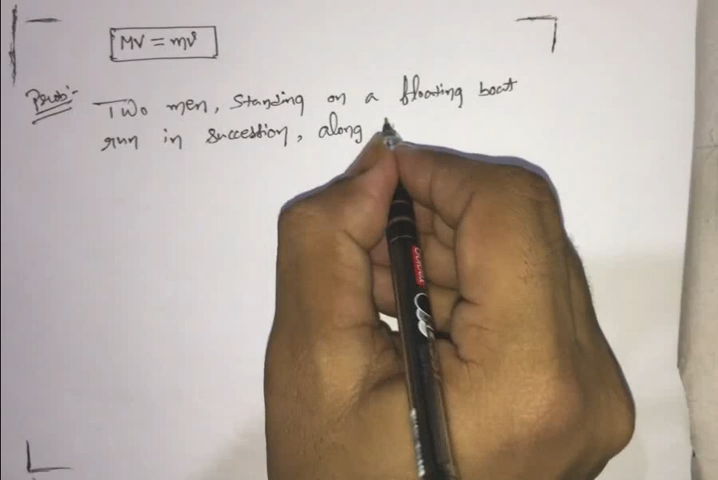 MV = mv
Prob:-
Two men, standing on a floating boat
run in succession, along